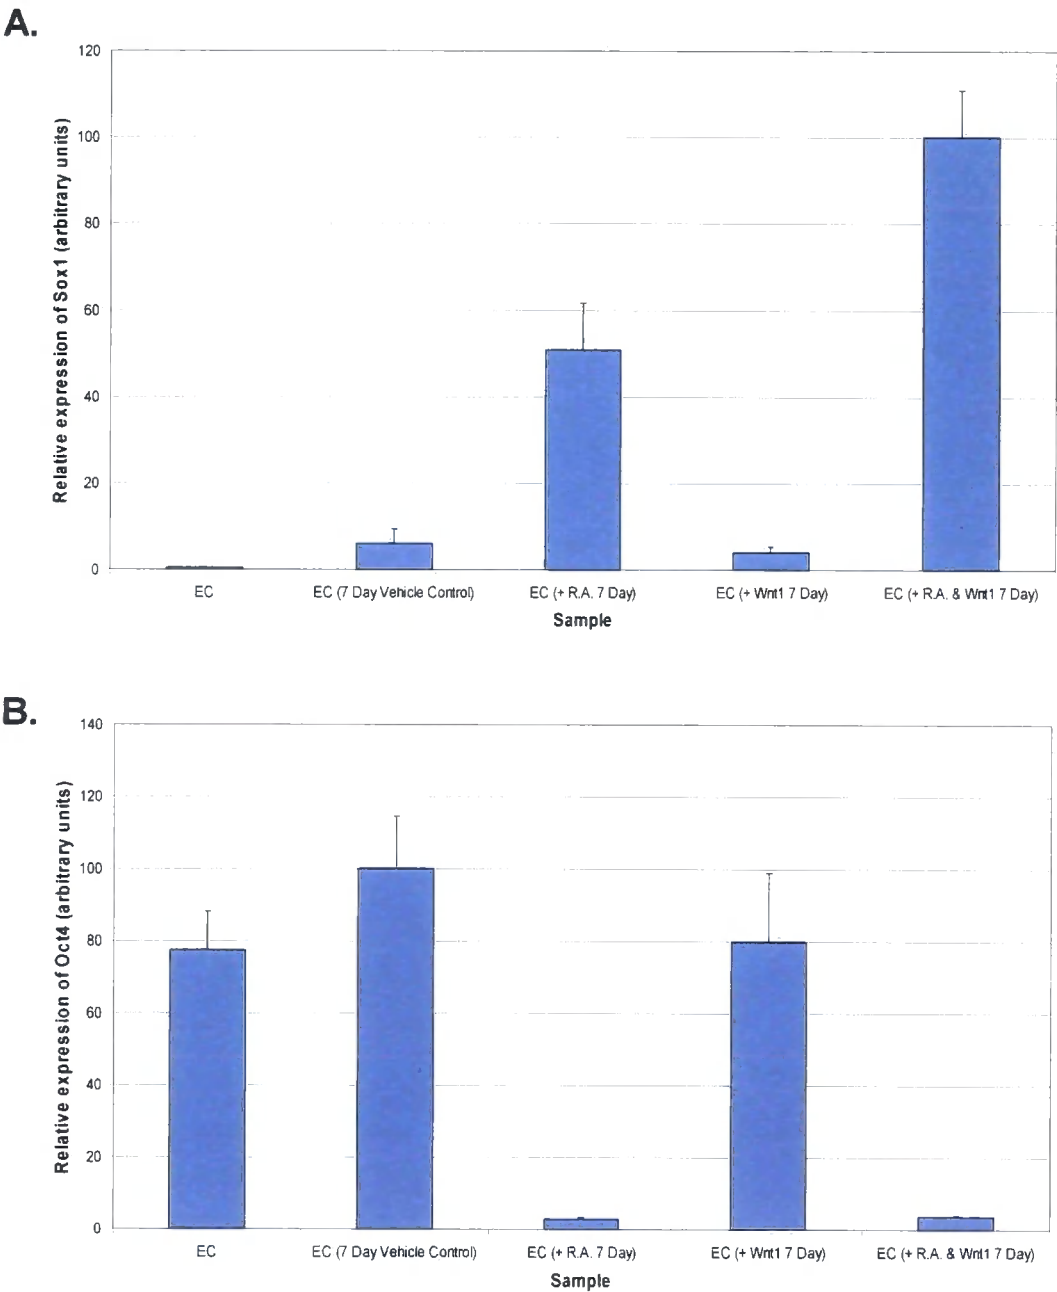 A.
Relative expression of Sox1 (arbitrary units)
120
100
80
60
40
20
0
EC
EC (7 Day Vehicle Control)
EC (+ R.A. 7 Day)
EC (+ Wnt1 7 Day)
EC (+ R.A. & Wnt1 7 Day)
Sample
B.
Relative expression of Oct4 (arbitrary units)
140
120
100
80
60
40
20
0
EC
EC (7 Day Vehicle Control)
EC (+ R.A. 7 Day)
EC (+ Wnt1 7 Day)
EC (+ R.A. & Wnt1 7 Day)
Sample